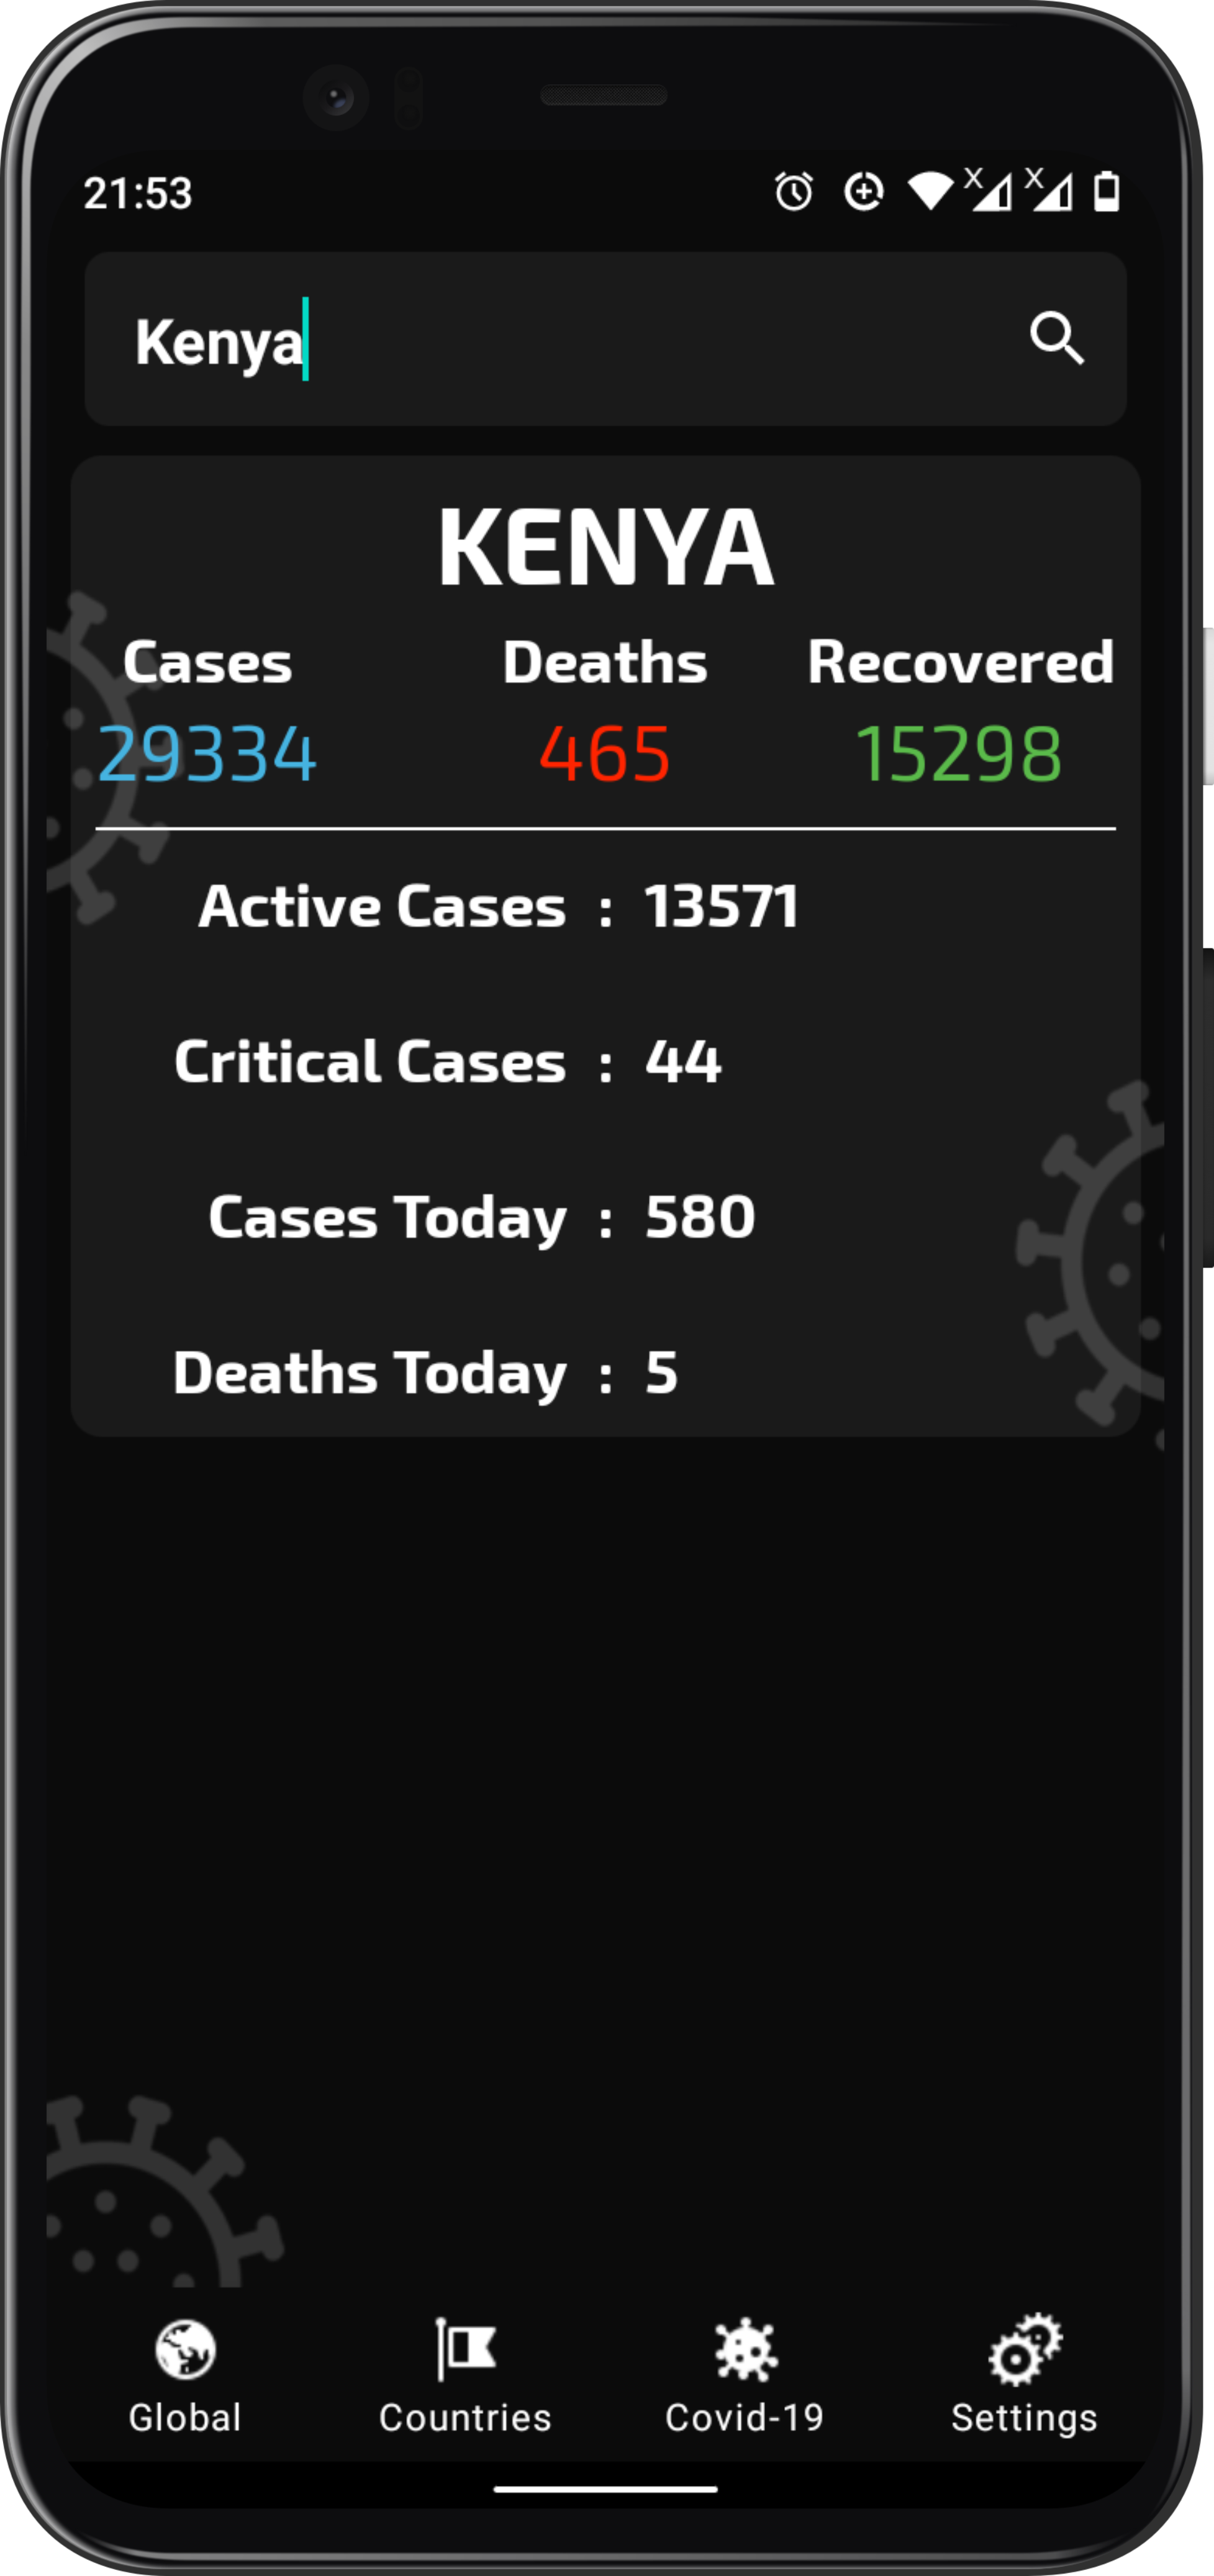 21:53
Kenya
KENYA
Cases Deaths Recovered
29334 465 15298
Active Cases : 13571
Critical Cases : 44
Cases Today : 580
Deaths Today : 5
Global Countries Covid-19 Settings